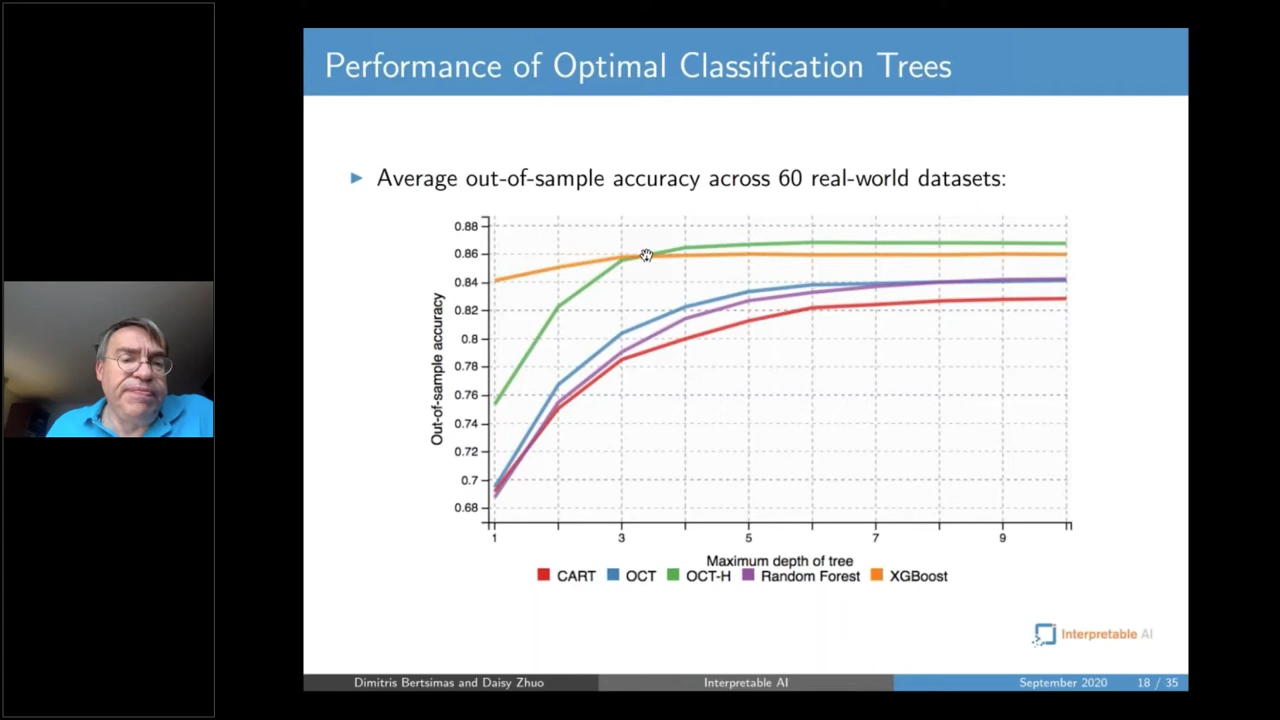 Performance of Optimal Classification Trees
▶ Average out-of-sample accuracy across 60 real-world datasets:
Out-of-sample accuracy
0.88
0.86
0.84
0.82
0.8
0.78
0.76
0.74
0.72
0.7
0.68
1 3 5 7 9
Maximum depth of tree
CART OCT OCT-H Random Forest XGBoost
Interpretable AI
Dimitris Bertsimas and Daisy Zhuo Interpretable AI September 2020 18 / 35